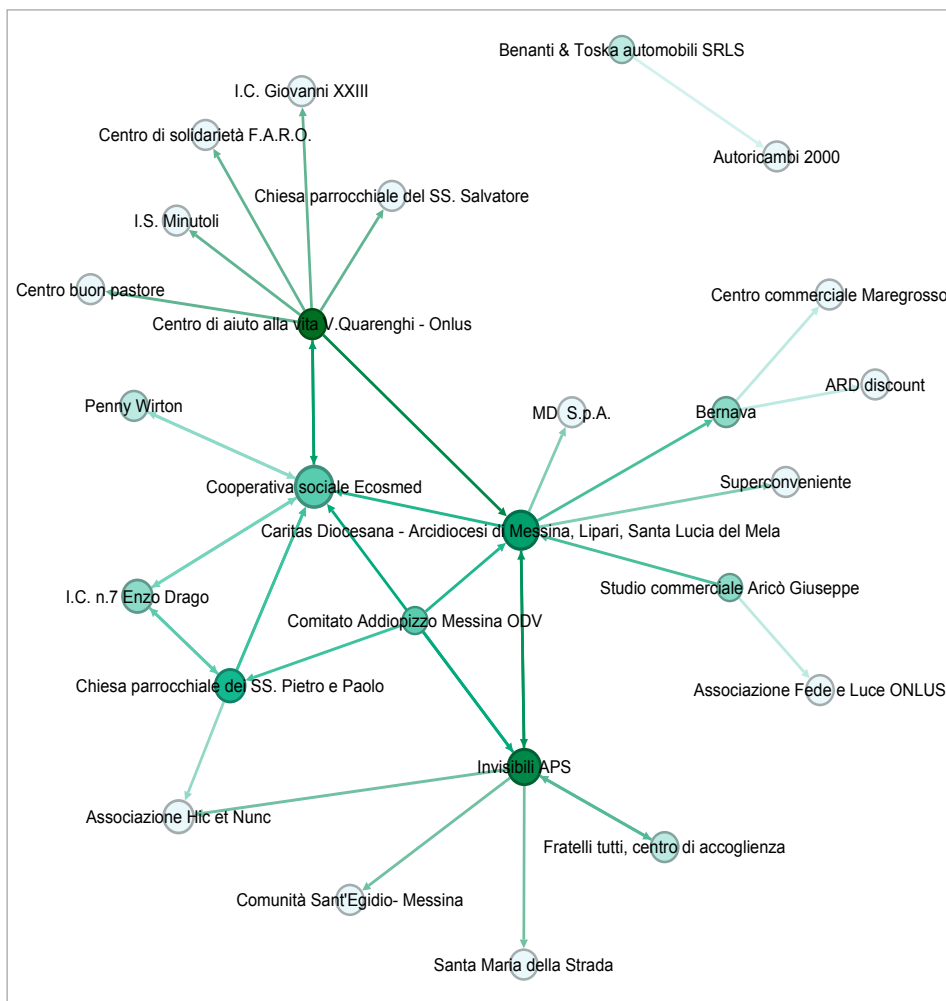 Benanti & Toska automobili SRLS
I.C. Giovanni XXIII
Centro di solidarietà F.A.R.O.
Autoricambi 2000
Chiesa parrocchiale del SS. Salvatore
I.S. Minutoli
Centro buon pastore
Centro commerciale Maregrosso
Centro di aiuto alla vita V.Quarenghi - Onlus
ARD discount
Penny Wirton
MD S.p.A.
Bernava
Cooperativa sociale Ecosmed
Superconveniente
Caritas Diocesana - Arcidiocesi di Messina, Lipari, Santa Lucia del Mela
I.C. n.7 Enzo Drago
Studio commerciale Aricò Giuseppe
Comitato Addiopizzo Messina ODV
Chiesa parrocchiale dei SS. Pietro e Paolo
Associazione Fede e Luce ONLUS
Invisibili APS
Associazione Hic et Nunc
Fratelli tutti, centro di accoglienza
Comunità Sant'Egidio- Messina
Santa Maria della Strada